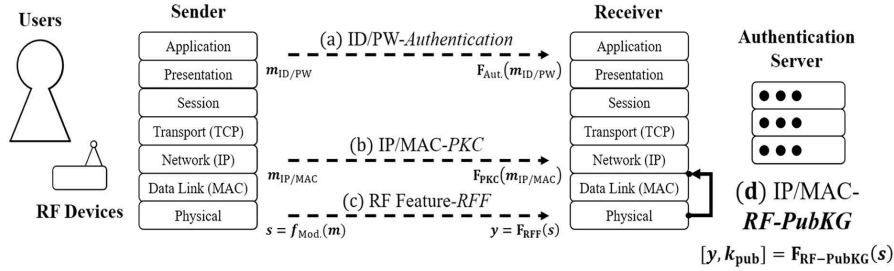 Users
RF Devices
Sender
Application
Presentation
Session
Transport (TCP)
Network (IP)
Data Link (MAC)
Physical
(a) ID/PW-Authentication
m_ID/PW
F_Aut.(m_ID/PW)
(b) IP/MAC-PKC
m_IP/MAC
F_PKC(m_IP/MAC)
(c) RF Feature-RFF
s = f_Mod.(m)
y = F_RFF(s)
Receiver
Application
Presentation
Session
Transport (TCP)
Network (IP)
Data Link (MAC)
Physical
Authentication
Server
(d) IP/MAC-
RF-PubKG
[y, k_pub] = F_RF−PubKG(s)